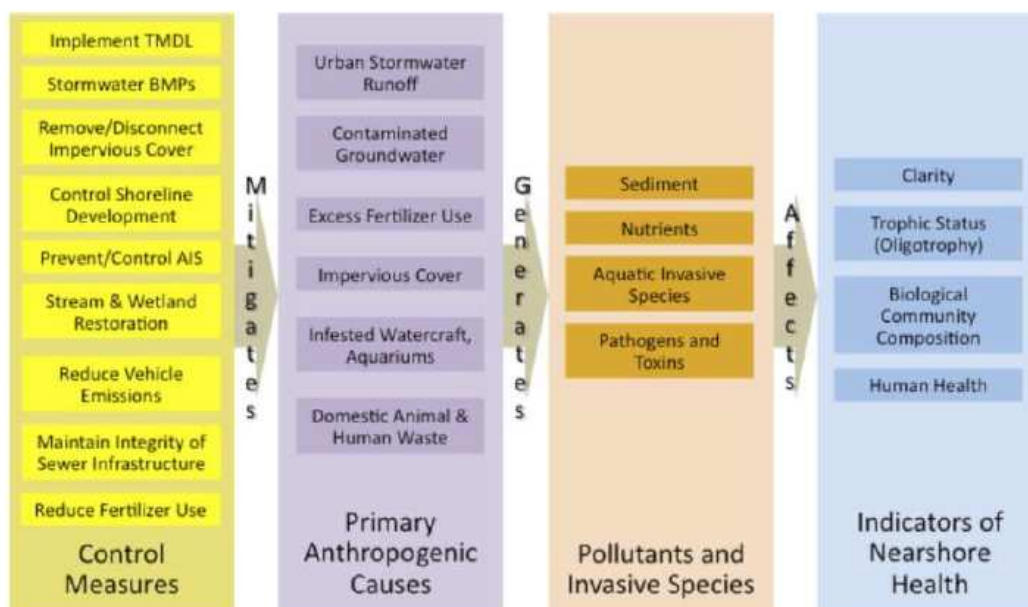 Implement TMDL
Stormwater BMPs
Remove/Disconnect
Impervious Cover
Control Shoreline
Development
Prevent/Control AIS
Stream & Wetland
Restoration
Reduce Vehicle
Emissions
Maintain Integrity of
Sewer Infrastructure
Reduce Fertilizer Use
Control
Measures
Mitigates
Urban Stormwater
Runoff
Contaminated
Groundwater
Excess Fertilizer Use
Impervious Cover
Infested Watercraft,
Aquariums
Domestic Animal &
Human Waste
Primary
Anthropogenic
Causes
Generates
Sediment
Nutrients
Aquatic Invasive
Species
Pathogens and
Toxins
Pollutants and
Invasive Species
Affects
Clarity
Trophic Status
(Oligotrophy)
Biological
Community
Composition
Human Health
Indicators of
Nearshore
Health